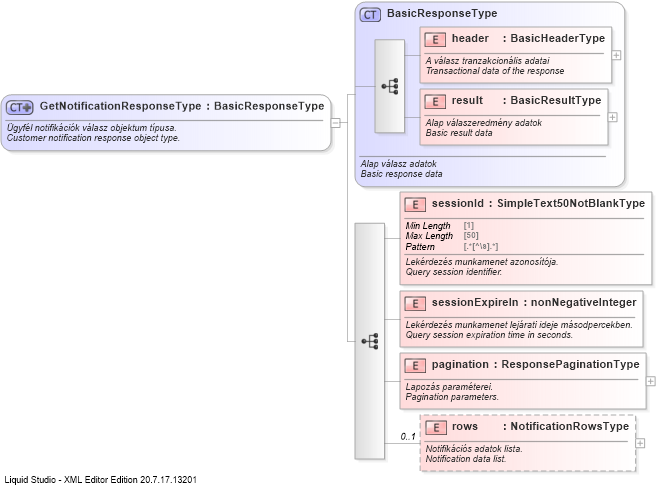 CT BasicResponseType
E header : BasicHeaderType
A válasz tranzakcionális adatai
Transactional data of the response
E result : BasicResultType
Alap válaszeredmény adatok
Basic result data
Alap válasz adatok
Basic response data
CT GetNotificationResponseType : BasicResponseType
Ügyfél notifikációk válasz objektum típusa.
Customer notification response object type.
E sessionId : SimpleText50NotBlankType
Min Length [1]
Max Length [50]
Pattern [.*[^\s].*]
Lekérdezés munkamenet azonosítója.
Query session identifier.
E sessionExpireIn : nonNegativeInteger
Lekérdezés munkamenet lejárati ideje másodpercekben.
Query session expiration time in seconds.
E pagination : ResponsePaginationType
Lapozás paraméterei.
Pagination parameters.
0..1
E rows : NotificationRowsType
Notifikációs adatok lista.
Notification data list.
Liquid Studio - XML Editor Edition 20.7.17.13201